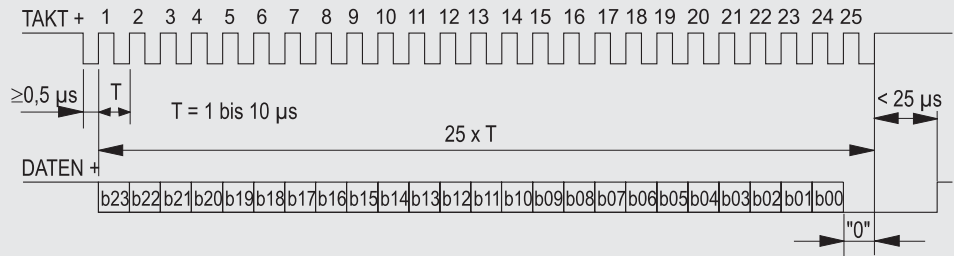 TAKT + 1 2 3 4 5 6 7 8 9 10 11 12 13 14 15 16 17 18 19 20 21 22 23 24 25
≥0,5 µs T < 25 µs
T = 1 bis 10 µs
25 x T
DATEN +
b23 b22 b21 b20 b19 b18 b17 b16 b15 b14 b13 b12 b11 b10 b09 b08 b07 b06 b05 b04 b03 b02 b01 b00
"0"